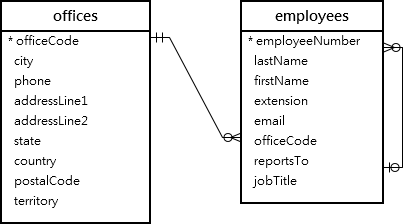 offices
* officeCode
city
phone
addressLine1
addressLine2
state
country
postalCode
territory
employees
* employeeNumber
lastName
firstName
extension
email
officeCode
reportsTo
jobTitle